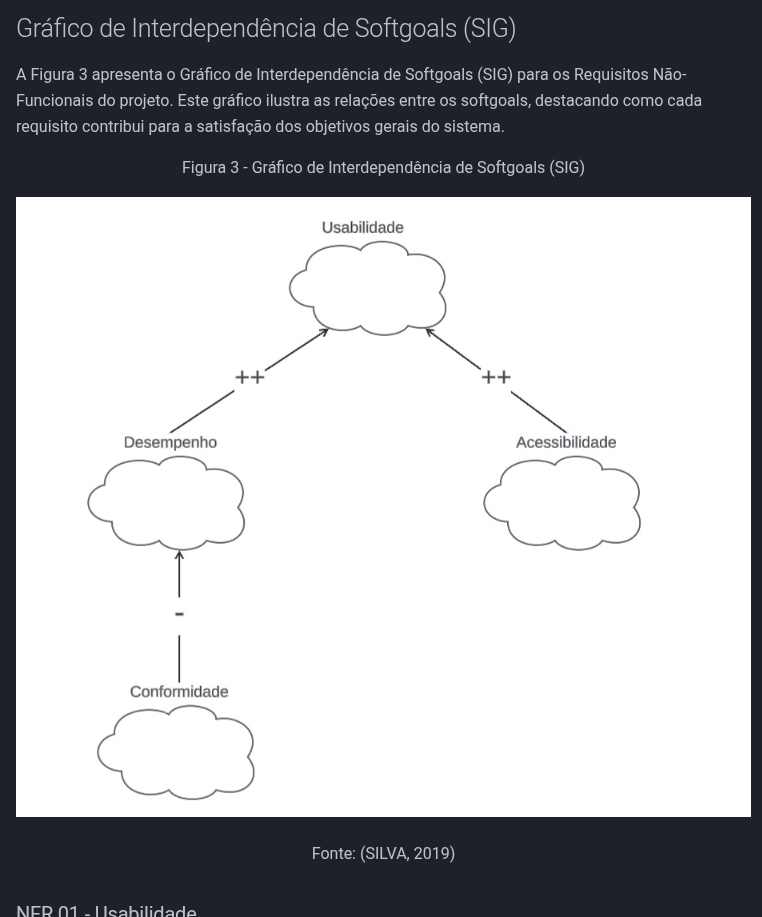 Gráfico de Interdependência de Softgoals (SIG)
A Figura 3 apresenta o Gráfico de Interdependência de Softgoals (SIG) para os Requisitos Não-
Funcionais do projeto. Este gráfico ilustra as relações entre os softgoals, destacando como cada
requisito contribui para a satisfação dos objetivos gerais do sistema.
Figura 3 - Gráfico de Interdependência de Softgoals (SIG)
Usabilidade
++
++
Desempenho
Acessibilidade
-
Conformidade
Fonte: (SILVA, 2019)
NFR 01 - Usabilidade